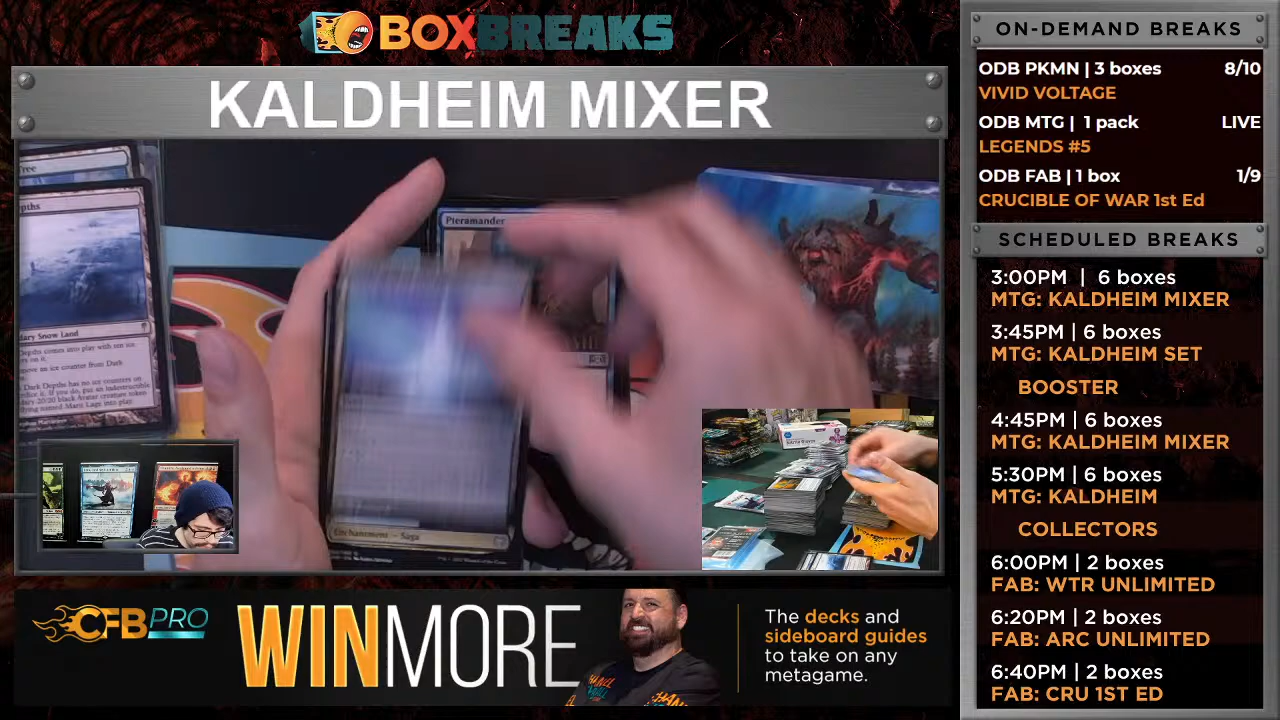 BOXBREAKS
KALDHEIM MIXER
Pteramander
Enchantment – Saga
CFBPRO
WINMORE
The decks and
sideboard guides
to take on any
metagame.
ON-DEMAND BREAKS
ODB PKMN | 3 boxes 8/10
VIVID VOLTAGE
ODB MTG | 1 pack LIVE
LEGENDS #5
ODB FAB | 1 box 1/9
CRUCIBLE OF WAR 1st Ed
SCHEDULED BREAKS
3:00PM | 6 boxes
MTG: KALDHEIM MIXER
3:45PM | 6 boxes
MTG: KALDHEIM SET
BOOSTER
4:45PM | 6 boxes
MTG: KALDHEIM MIXER
5:30PM | 6 boxes
MTG: KALDHEIM
COLLECTORS
6:00PM | 2 boxes
FAB: WTR UNLIMITED
6:20PM | 2 boxes
FAB: ARC UNLIMITED
6:40PM | 2 boxes
FAB: CRU 1ST ED